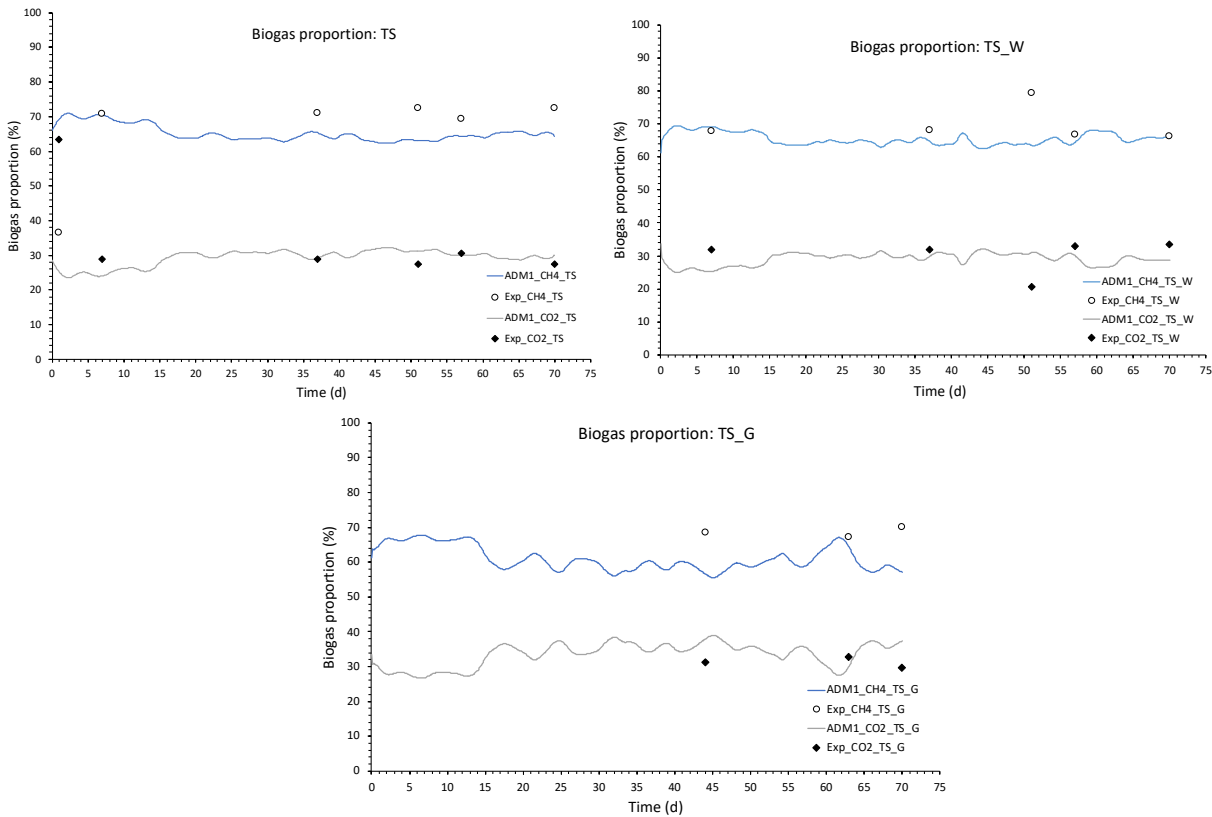 Biogas proportion: TS
Biogas proportion (%)
100
90
80
70
60
50
40
30
20
10
0
ADM1_CH4_TS
Exp_CH4_TS
ADM1_CO2_TS
Exp_CO2_TS
0 5 10 15 20 25 30 35 40 45 50 55 60 65 70 75
Time (d)
Biogas proportion: TS_W
Biogas proportion (%)
100
90
80
70
60
50
40
30
20
10
0
ADM1_CH4_TS_W
Exp_CH4_TS_W
ADM1_CO2_TS_W
Exp_CO2_TS_W
0 5 10 15 20 25 30 35 40 45 50 55 60 65 70 75
Time (d)
Biogas proportion: TS_G
Biogas proportion (%)
100
90
80
70
60
50
40
30
20
10
0
ADM1_CH4_TS_G
Exp_CH4_TS_G
ADM1_CO2_TS_G
Exp_CO2_TS_G
0 5 10 15 20 25 30 35 40 45 50 55 60 65 70 75
Time (d)